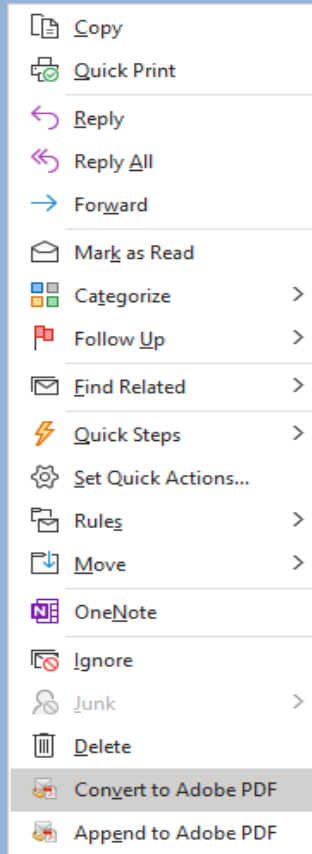 Copy
Quick Print
Reply
Reply All
Forward
Mark as Read
Categorize
Follow Up
Find Related
Quick Steps
Set Quick Actions...
Rules
Move
OneNote
Ignore
Junk
Delete
Convert to Adobe PDF
Append to Adobe PDF